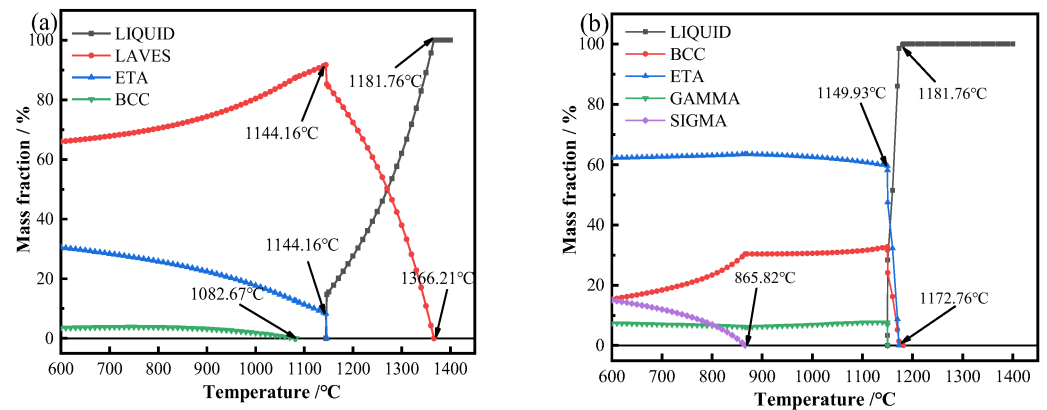 (a)
LIQUID
LAVES
ETA
BCC
1181.76℃
1144.16℃
1144.16℃
1082.67℃
1366.21℃
Mass fraction / %
100
80
60
40
20
0
600 700 800 900 1000 1100 1200 1300 1400
Temperature /℃
(b)
LIQUID
BCC
ETA
GAMMA
SIGMA
1149.93℃
1181.76℃
865.82℃
1172.76℃
Mass fraction / %
100
80
60
40
20
0
600 700 800 900 1000 1100 1200 1300 1400
Temperature /℃